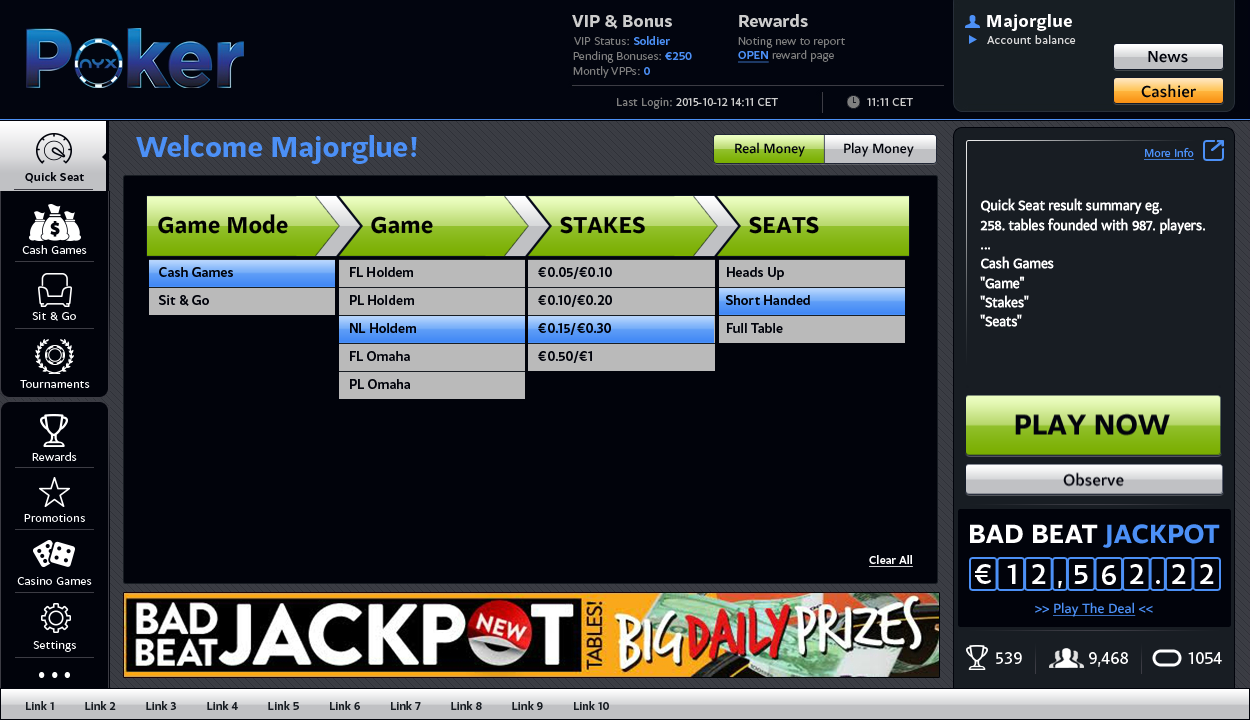 Poker
NYX
VIP & Bonus
VIP Status: Soldier
Pending Bonuses: €250
Montly VPPs: 0
Rewards
Noting new to report
OPEN reward page
Last Login: 2015-10-12 14:11 CET
11:11 CET
Majorglue
Account balance
News
Cashier
Quick Seat
Cash Games
Sit & Go
Tournaments
Rewards
Promotions
Casino Games
Settings
Welcome Majorglue!
Real Money
Play Money
Game Mode
Game
STAKES
SEATS
Cash Games
FL Holdem
€0.05/€0.10
Heads Up
Sit & Go
PL Holdem
€0.10/€0.20
Short Handed
NL Holdem
€0.15/€0.30
Full Table
FL Omaha
€0.50/€1
PL Omaha
Clear All
BAD BEAT JACKPOT NEW TABLES! BIG DAILY PRIZES
More Info
Quick Seat result summary eg.
258. tables founded with 987. players.
...
Cash Games
"Game"
"Stakes"
"Seats"
PLAY NOW
Observe
BAD BEAT JACKPOT
€12,562.22
>> Play The Deal <<
539
9,468
1054
Link 1
Link 2
Link 3
Link 4
Link 5
Link 6
Link 7
Link 8
Link 9
Link 10